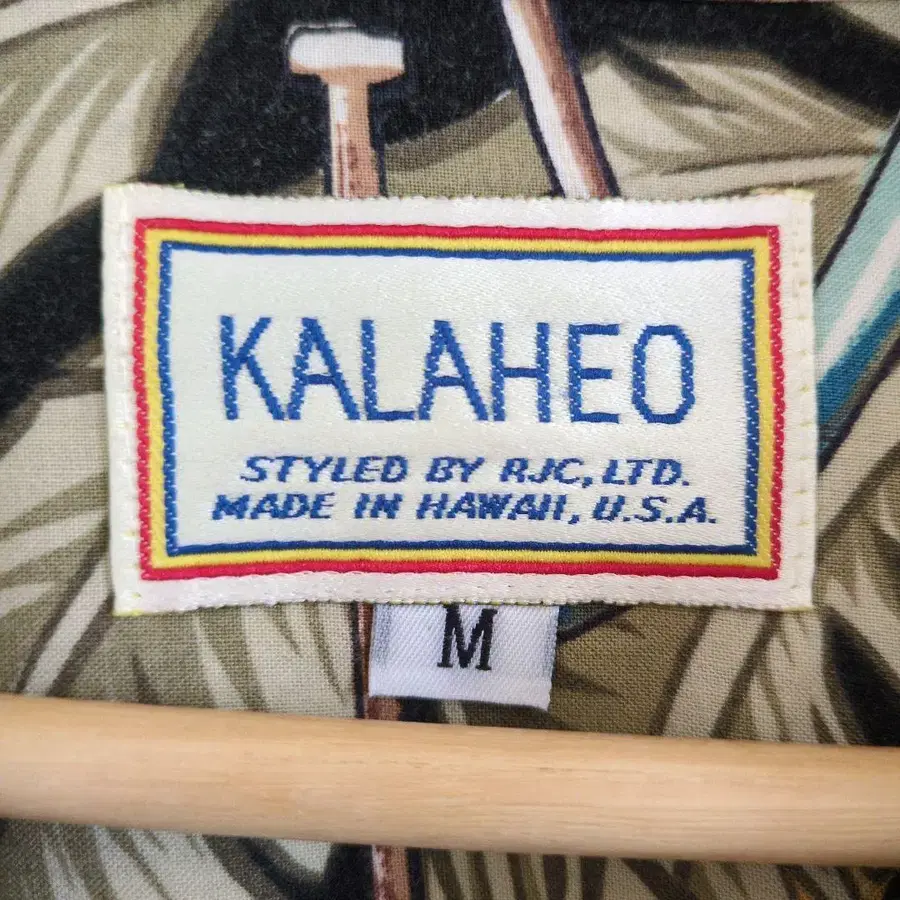 KALAHEO
STYLED BY RJC, LTD.
MADE IN HAWAII, U.S.A.
M